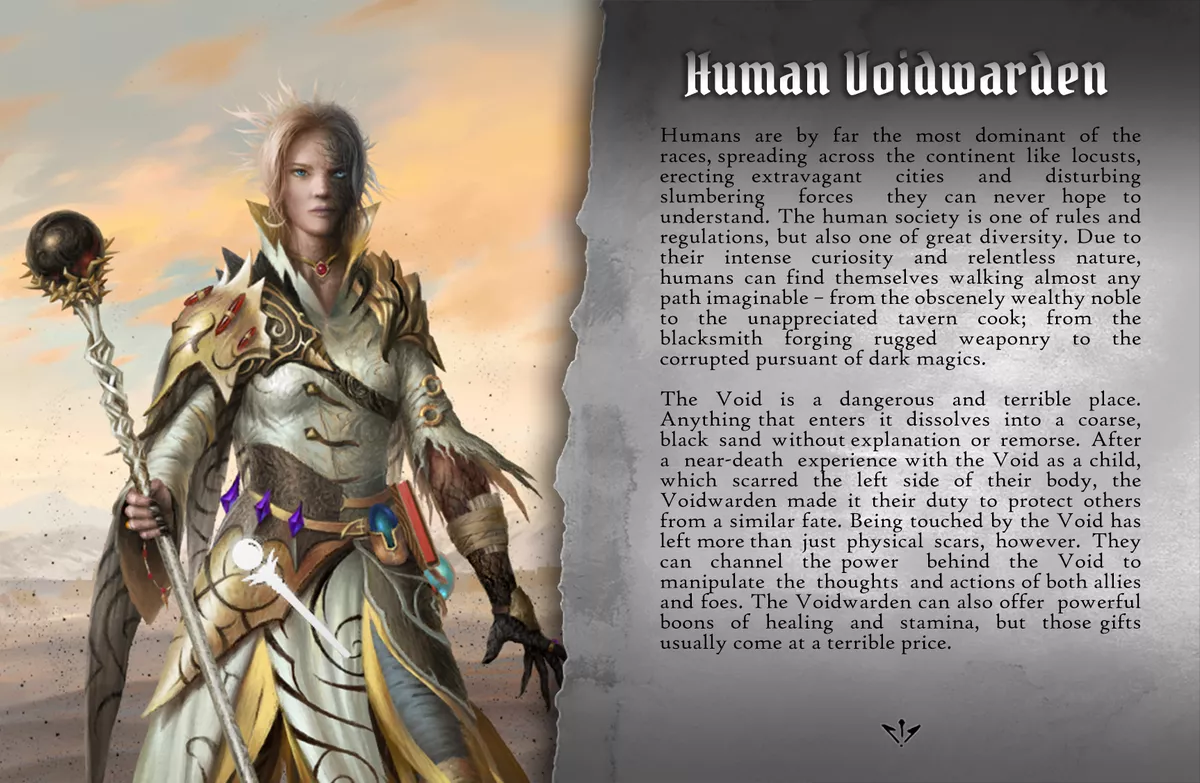 Human Voidwarden
Humans are by far the most dominant of the
races, spreading across the continent like locusts,
erecting extravagant cities and disturbing
slumbering forces they can never hope to
understand. The human society is one of rules and
regulations, but also one of great diversity. Due to
their intense curiosity and relentless nature,
humans can find themselves walking almost any
path imaginable – from the obscenely wealthy noble
to the unappreciated tavern cook; from the
blacksmith forging rugged weaponry to the
corrupted pursuant of dark magics.
The Void is a dangerous and terrible place.
Anything that enters it dissolves into a coarse,
black sand without explanation or remorse. After
a near-death experience with the Void as a child,
which scarred the left side of their body, the
Voidwarden made it their duty to protect others
from a similar fate. Being touched by the Void has
left more than just physical scars, however. They
can channel the power behind the Void to
manipulate the thoughts and actions of both allies
and foes. The Voidwarden can also offer powerful
boons of healing and stamina, but those gifts
usually come at a terrible price.